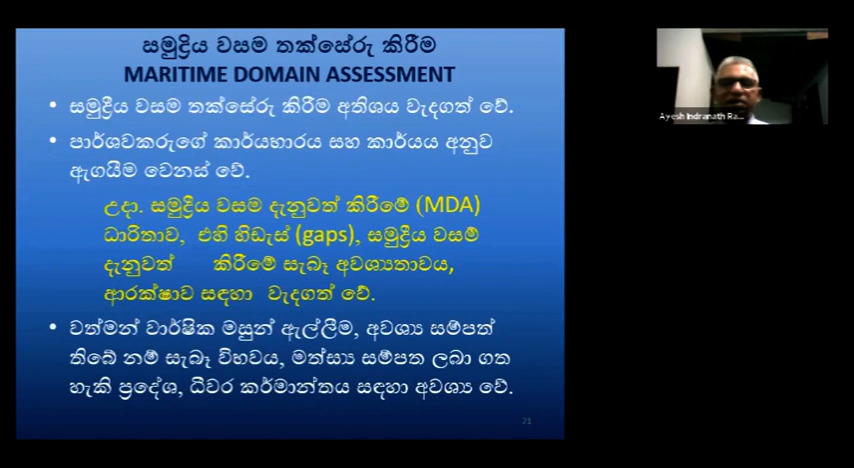 සමුද්‍රිය වසම තක්සේරු කිරීම
MARITIME DOMAIN ASSESSMENT
• සමුද්‍රීය වසම තක්සේරු කිරීම අතිශය වැදගත් වේ.
• පාර්ශවකරුගේ කාර්යභාරය සහ කාර්යය අනුව
ඇගයීම වෙනස් වේ.
උදා. සමුද්‍රීය වසම දැනුවත් කිරීමේ (MDA)
ධාරිතාව, එහි හිඩැස් (gaps), සමුද්‍රීය වසම්
දැනුවත් කිරීමේ සැබෑ අවශ්‍යතාවය,
ආරක්ෂාව සඳහා වැදගත් වේ.
• වත්මන් වාර්ෂික මසුන් ඇල්ලීම, අවශ්‍ය සම්පත්
තිබේ නම් සැබෑ විභවය, මත්ස්‍ය සම්පත ලබා ගත
හැකි ප්‍රදේශ, ධීවර කර්මාන්තය සඳහා අවශ්‍ය වේ.
21
Ayesh Indranath Ra...